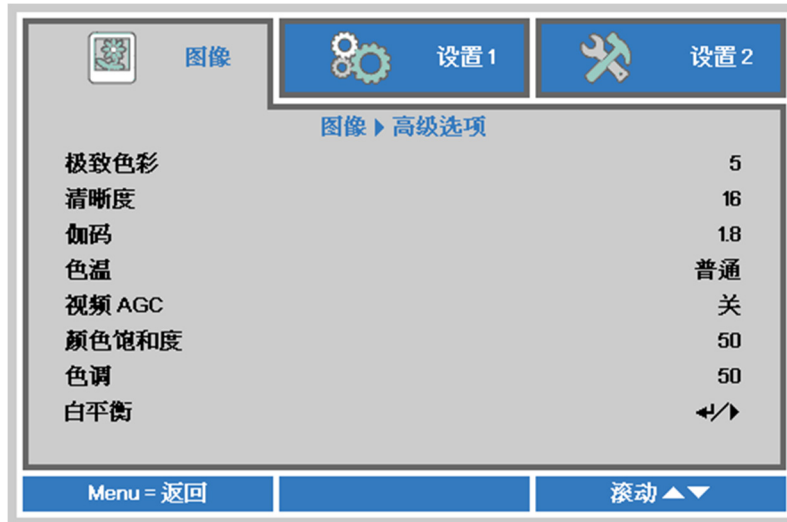 图像 设置 1 设置 2
图像 ▶ 高级选项
极致色彩 5
清晰度 16
伽码 1.8
色温 普通
视频 AGC 关
颜色饱和度 50
色调 50
白平衡 ↵/▶
Menu = 返回 滚动 ▲▼